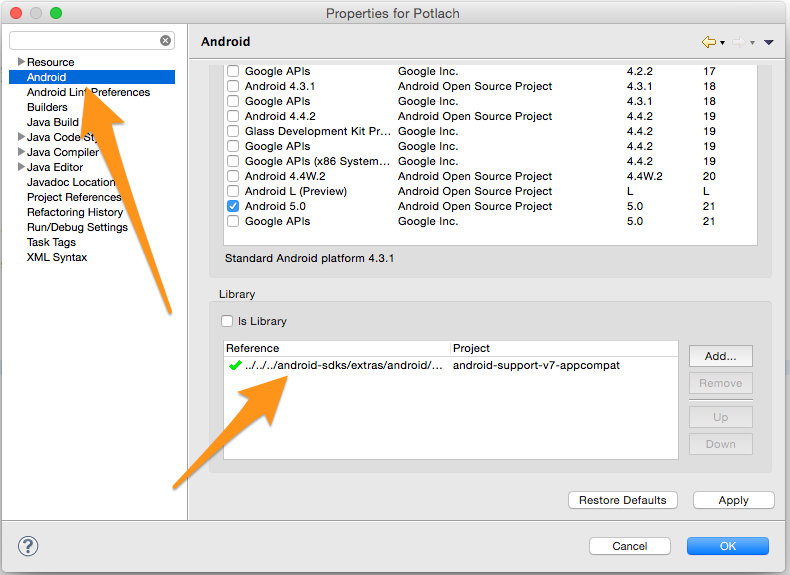 Properties for Potlach
Resource
Android
Android Lint Preferences
Builders
Java Build
Java Code Sty
Java Compiler
Java Editor
Javadoc Location
Project References
Refactoring History
Run/Debug Settings
Task Tags
XML Syntax
Android
Google APIs Google Inc. 4.2.2 17
Android 4.3.1 Android Open Source Project 4.3.1 18
Google APIs Google Inc. 4.3.1 18
Android 4.4.2 Android Open Source Project 4.4.2 19
Glass Development Kit Pr... Google Inc. 4.4.2 19
Google APIs Google Inc. 4.4.2 19
Google APIs (x86 System... Google Inc. 4.4.2 19
Android 4.4W.2 Android Open Source Project 4.4W.2 20
Android L (Preview) Android Open Source Project L L
Android 5.0 Android Open Source Project 5.0 21
Google APIs Google Inc. 5.0 21
Standard Android platform 4.3.1
Library
Is Library
Reference Project
../../../android-sdks/extras/android/... android-support-v7-appcompat
Add...
Remove
Up
Down
Restore Defaults Apply
? Cancel OK